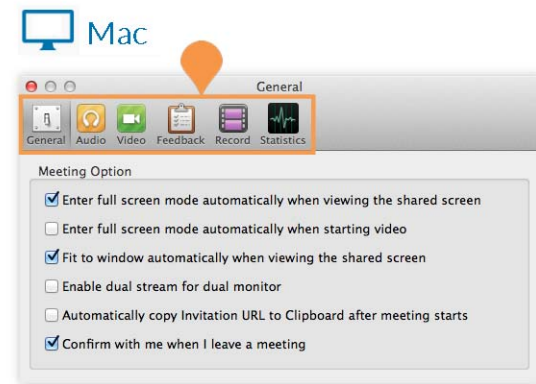 Mac
General
General Audio Video Feedback Record Statistics
Meeting Option
Enter full screen mode automatically when viewing the shared screen
Enter full screen mode automatically when starting video
Fit to window automatically when viewing the shared screen
Enable dual stream for dual monitor
Automatically copy Invitation URL to Clipboard after meeting starts
Confirm with me when I leave a meeting